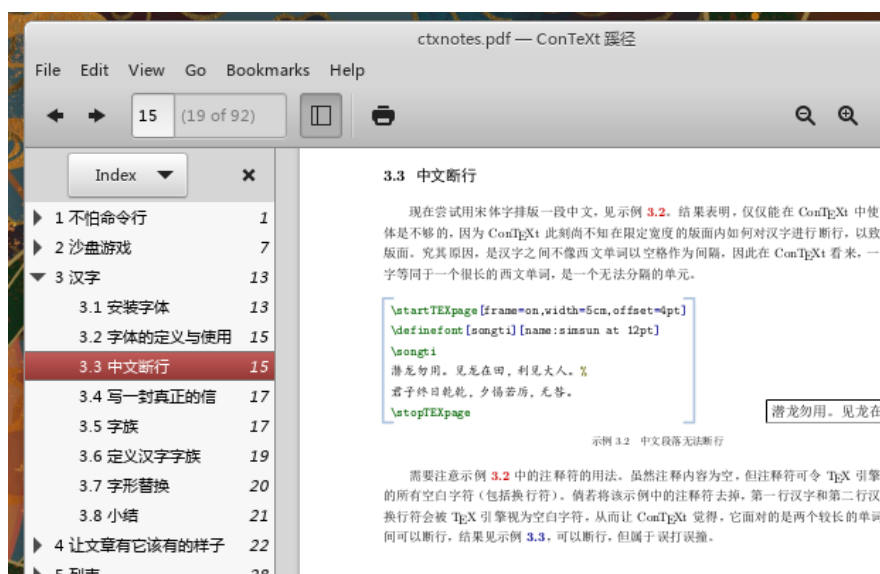 ctxnotes.pdf — ConTeXt 蹊径
File Edit View Go Bookmarks Help
15 (19 of 92)
Index
1 不怕命令行 1
2 沙盘游戏 7
3 汉字 13
3.1 安装字体 13
3.2 字体的定义与使用 15
3.3 中文断行 15
3.4 写一封真正的信 17
3.5 字族 17
3.6 定义汉字字族 19
3.7 字形替换 20
3.8 小结 21
4 让文章有它该有的样子 22
5 列表 28
3.3 中文断行
现在尝试用宋体字排版一段中文，见示例 3.2。结果表明，仅仅能在 ConTEXt 中使
体是不够的，因为 ConTEXt 此刻尚不知在限定宽度的版面内如何对汉字进行断行，以致
版面。究其原因，是汉字之间不像西文单词以空格作为间隔，因此在 ConTEXt 看来，一
字等同于一个很长的西文单词，是一个无法分隔的单元。
\startTEXpage[frame=on,width=5cm,offset=4pt]
\definefont[songti][name:simsun at 12pt]
\songti
潜龙勿用。见龙在田，利见大人。%
君子终日乾乾，夕惕若厉，无咎。
\stopTEXpage
潜龙勿用。见龙在
示例 3.2 中文段落无法断行
需要注意示例 3.2 中的注释符的用法。虽然注释内容为空，但注释符可令 TEX 引擎
的所有空白字符（包括换行符）。倘若将该示例中的注释符去掉，第一行汉字和第二行汉
换行符会被 TEX 引擎视为空白字符，从而让 ConTEXt 觉得，它面对的是两个较长的单词
间可以断行，结果见示例 3.3，可以断行，但属于误打误撞。